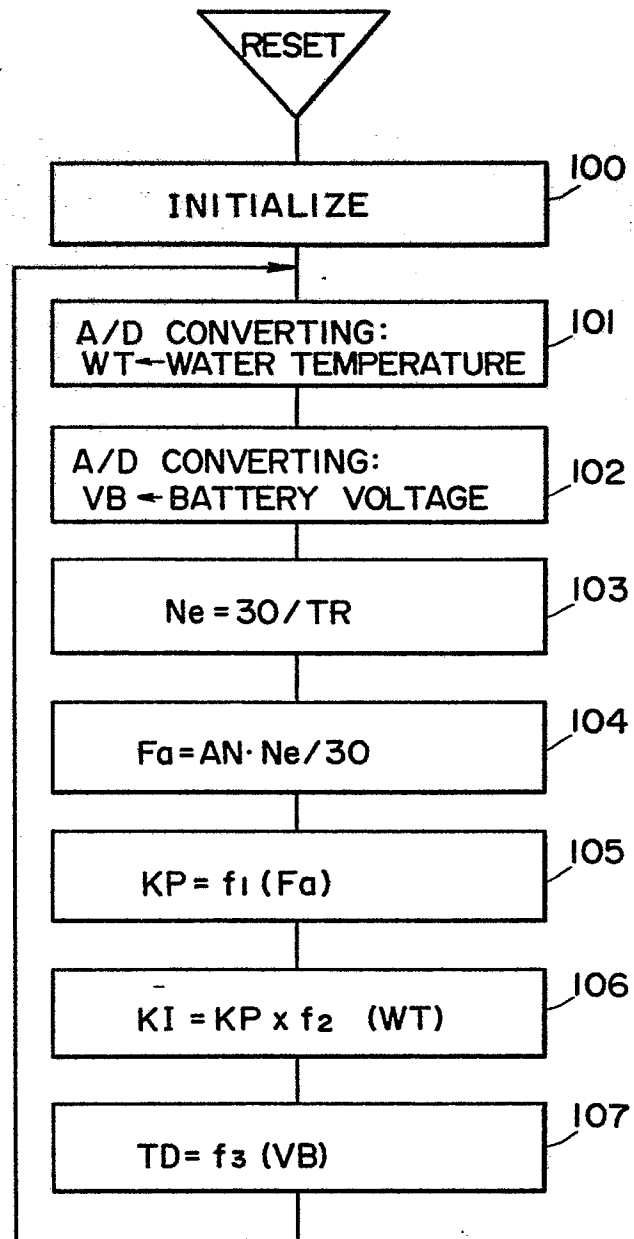 RESET
100
INITIALIZE
101
A/D CONVERTING:
WT←WATER TEMPERATURE
102
A/D CONVERTING:
VB←BATTERY VOLTAGE
103
Ne=30/TR
104
Fa=AN·Ne/30
105
KP=f1(Fa)
106
KI=KP x f2 (WT)
107
TD=f3(VB)